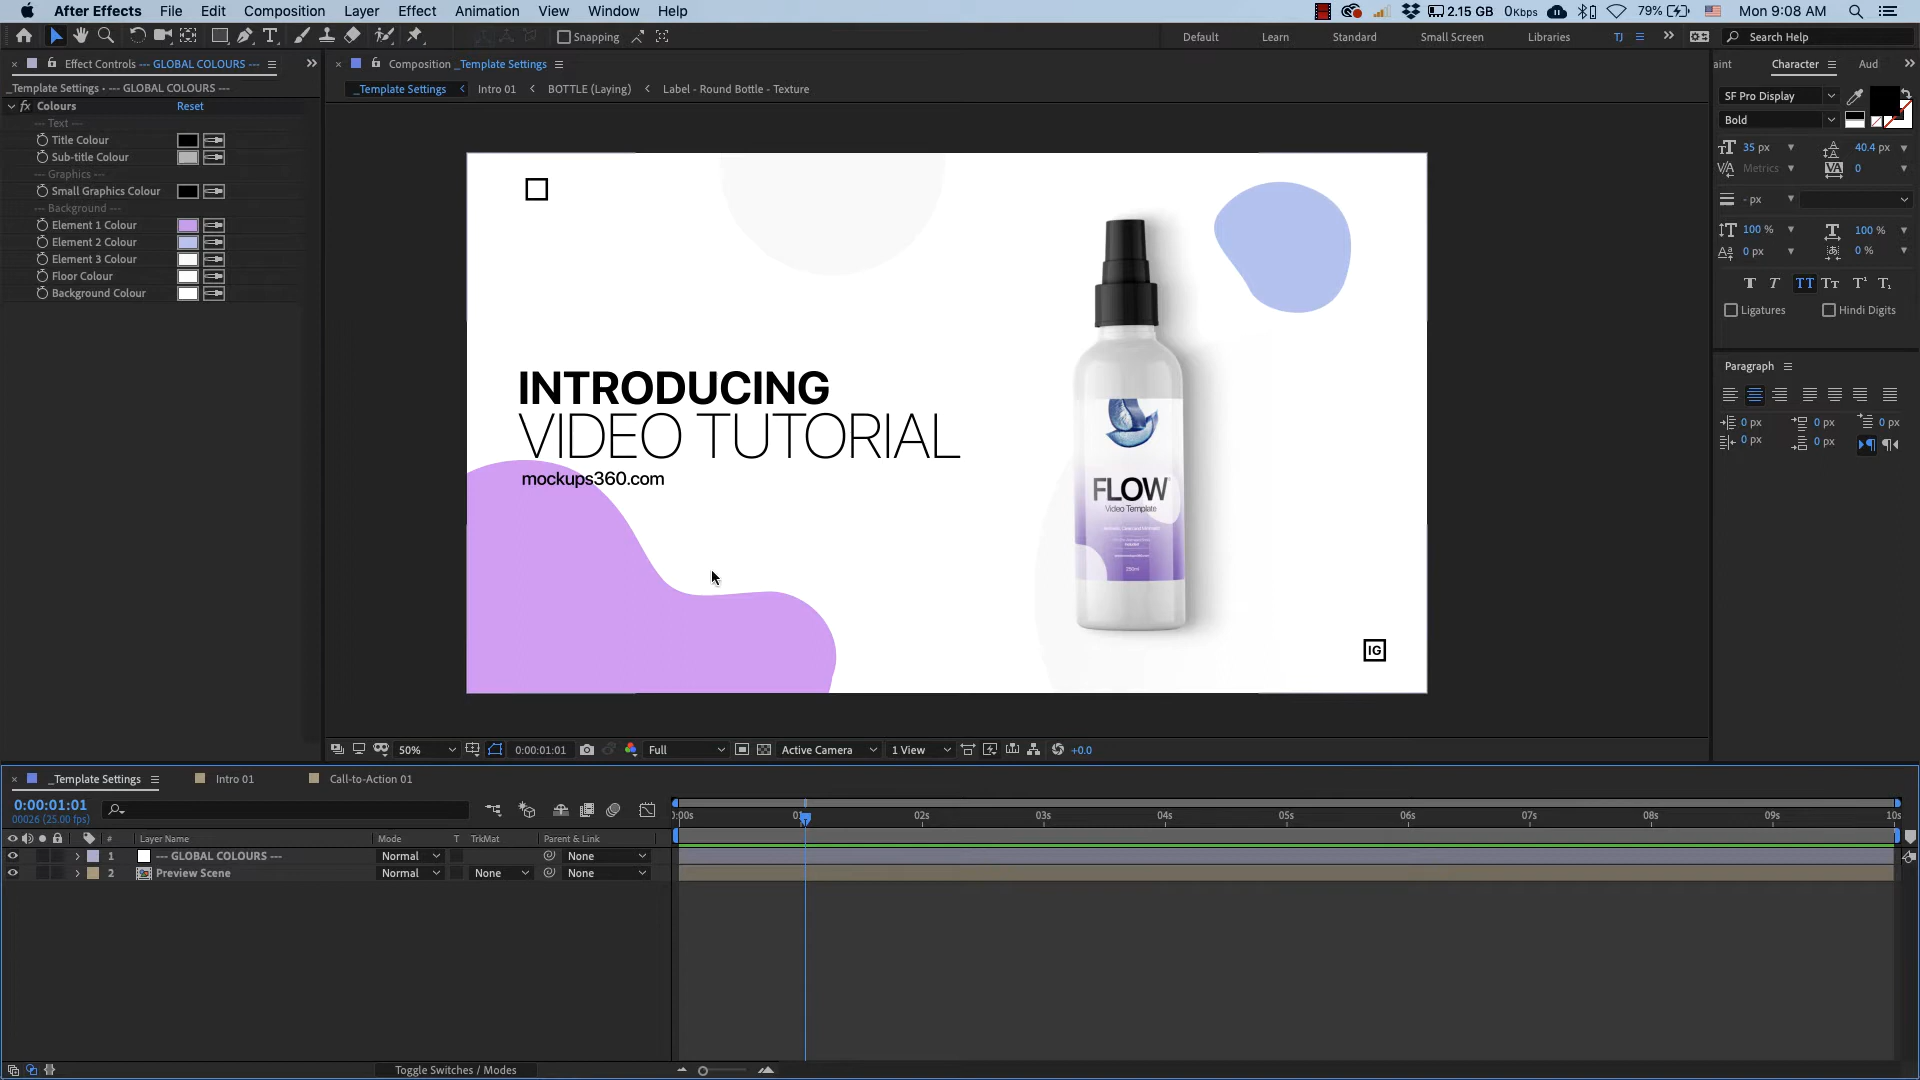 After Effects File Edit Composition Layer Effect Animation View Window Help
2.15 GB 0Kbps 79% Mon 9:08 AM
Snapping Default Learn Standard Small Screen Libraries TJ Search Help
Effect Controls --- GLOBAL COLOURS ---
Composition _Template Settings
aint Character Aud
_Template Settings • --- GLOBAL COLOURS ---
_Template Settings Intro 01 BOTTLE (Laying) Label - Round Bottle - Texture
fx Colours Reset
--- Text ---
Title Colour
Sub-title Colour
--- Graphics ---
Small Graphics Colour
--- Background ---
Element 1 Colour
Element 2 Colour
Element 3 Colour
Floor Colour
Background Colour
SF Pro Display
Bold
35 px 40.4 px
Metrics 0
- px
100 % 100 %
0 px 0 %
Ligatures Hindi Digits
Paragraph
0 px 0 px 0 px
0 px 0 px
INTRODUCING
VIDEO TUTORIAL
mockups360.com
FLOW
Video Template
250ml
IG
50% 0:00:01:01 Full Active Camera 1 View +0.0
_Template Settings Intro 01 Call-to-Action 01
0:00:01:01
00026 (25.00 fps)
:00s 02s 03s 04s 05s 06s 07s 08s 09s 10s
# Layer Name Mode T TrkMat Parent & Link
1 --- GLOBAL COLOURS --- Normal None
2 Preview Scene Normal None None
Toggle Switches / Modes